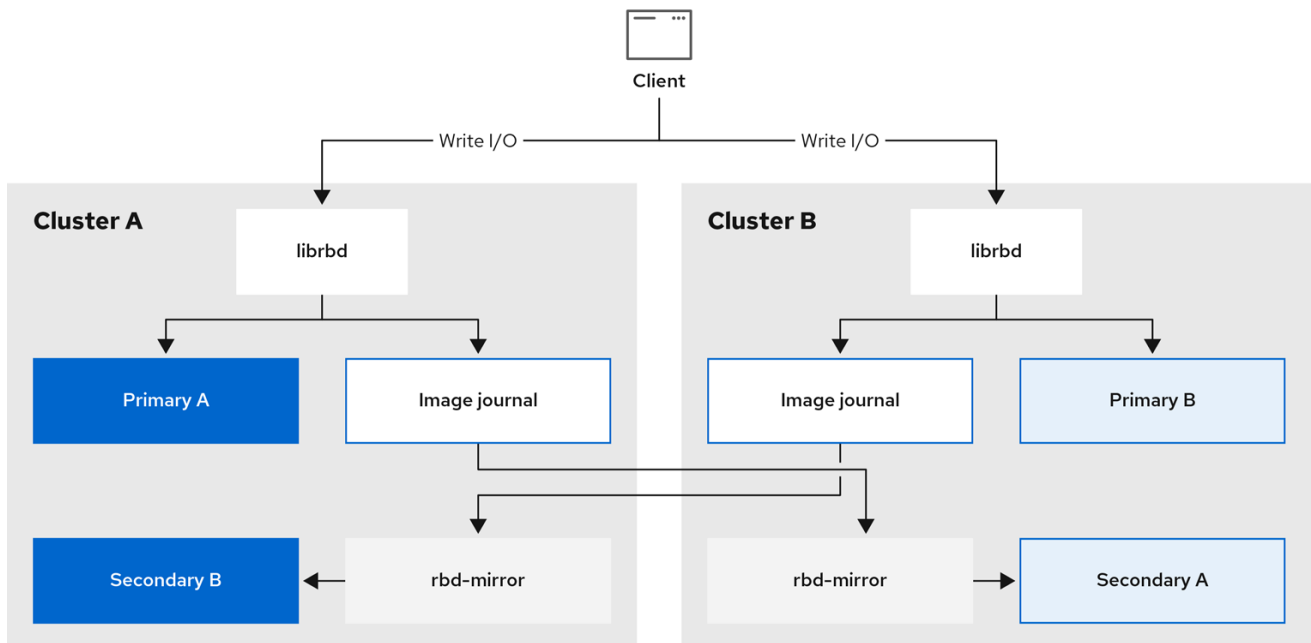 Client
Write I/O
Write I/O
Cluster A
librbd
Cluster B
librbd
Primary A
Image journal
Image journal
Primary B
Secondary B
rbd-mirror
rbd-mirror
Secondary A